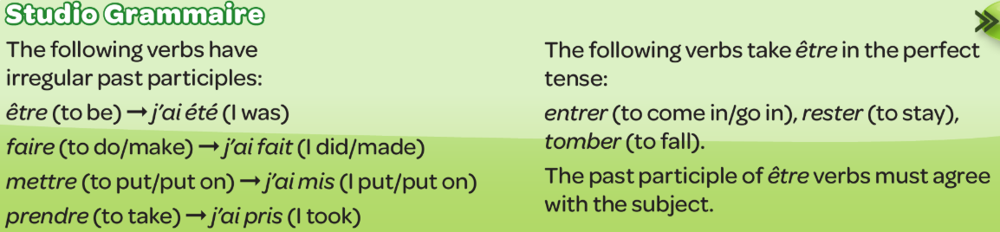 Studio Grammaire
The following verbs have
irregular past participles:
être (to be) → j'ai été (I was)
faire (to do/make) → j'ai fait (I did/made)
mettre (to put/put on) → j'ai mis (I put/put on)
prendre (to take) → j'ai pris (I took)
The following verbs take être in the perfect
tense:
entrer (to come in/go in), rester (to stay),
tomber (to fall).
The past participle of être verbs must agree
with the subject.